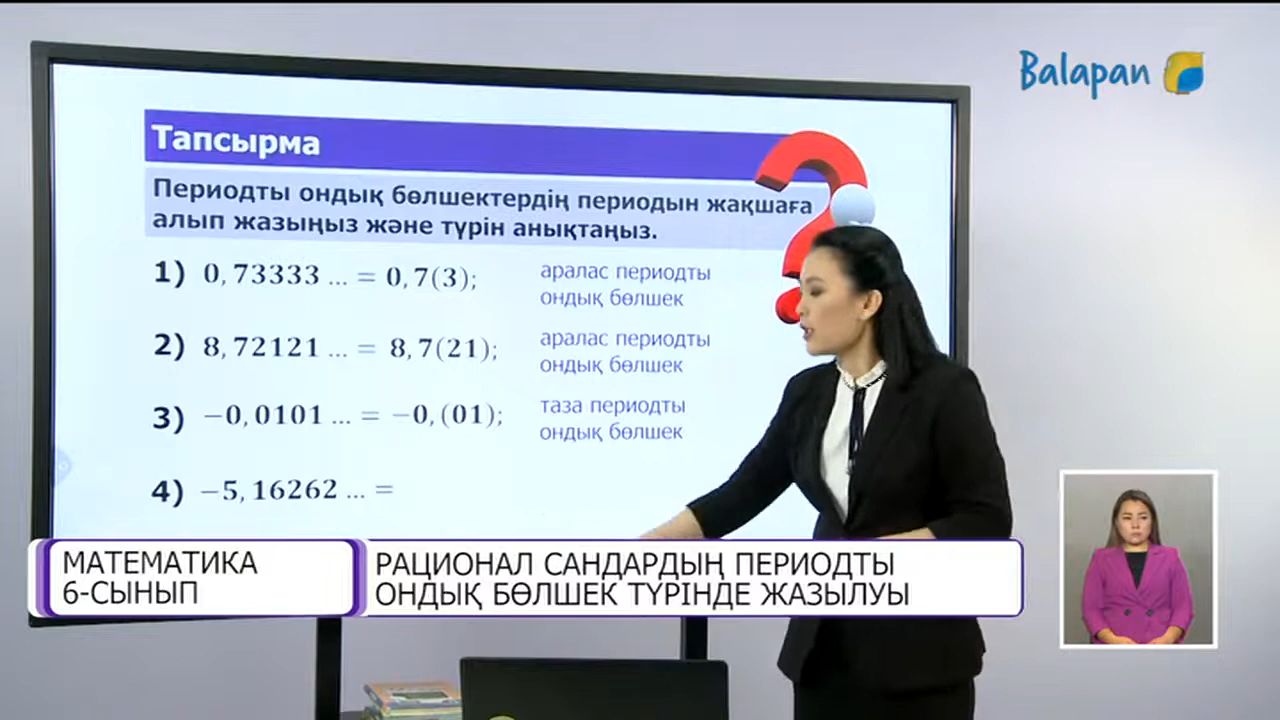 Balapan
Тапсырма
Периодты ондық бөлшектердің периодын жақшаға
алып жазыңыз және түрін анықтаңыз.
1) 0,73333 ... = 0,7(3);
аралас периодты
ондық бөлшек
2) 8,72121 ... = 8,7(21);
аралас периодты
ондық бөлшек
3) −0,0101 ... = −0,(01);
таза периодты
ондық бөлшек
4) −5,16262 ... =
МАТЕМАТИКА
6-СЫНЫП
РАЦИОНАЛ САНДАРДЫҢ ПЕРИОДТЫ
ОНДЫҚ БӨЛШЕК ТҮРІНДЕ ЖАЗЫЛУЫ